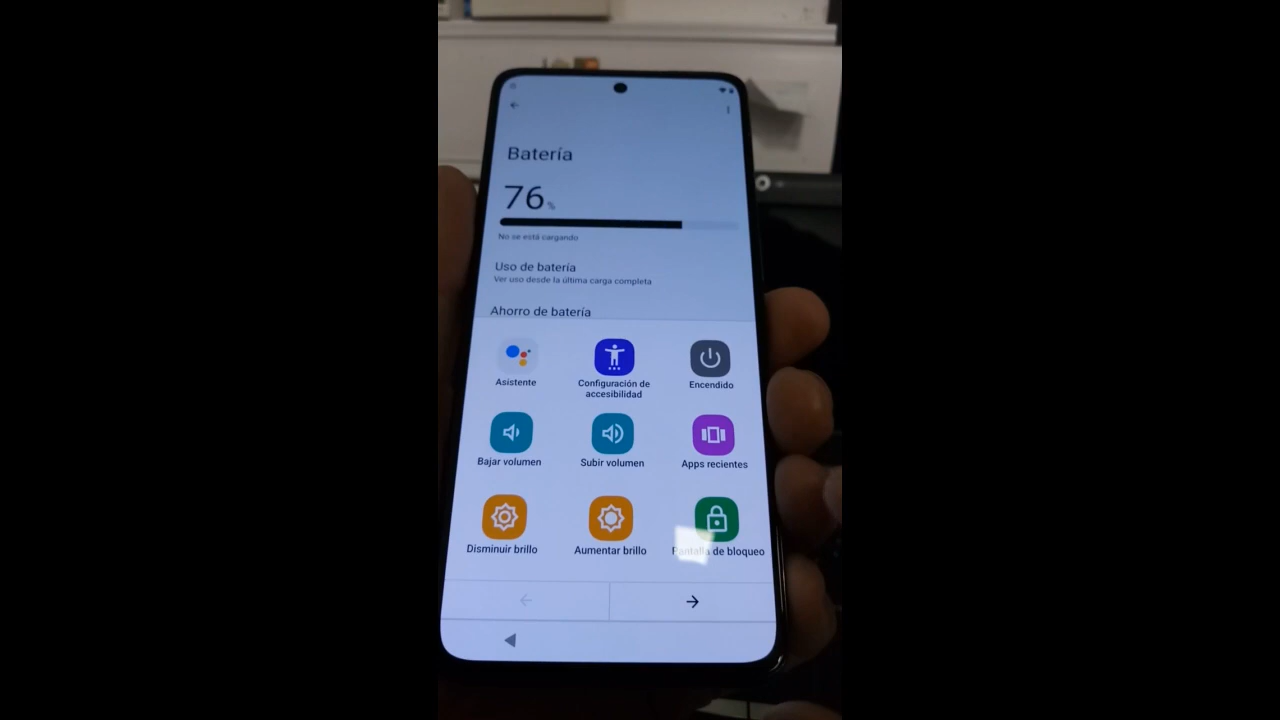 Batería
76 %
No se está cargando
Uso de batería
Ver uso desde la última carga completa
Ahorro de batería
Asistente
Configuración de
accesibilidad
Encendido
Bajar volumen
Subir volumen
Apps recientes
Disminuir brillo
Aumentar brillo
Pantalla de bloqueo